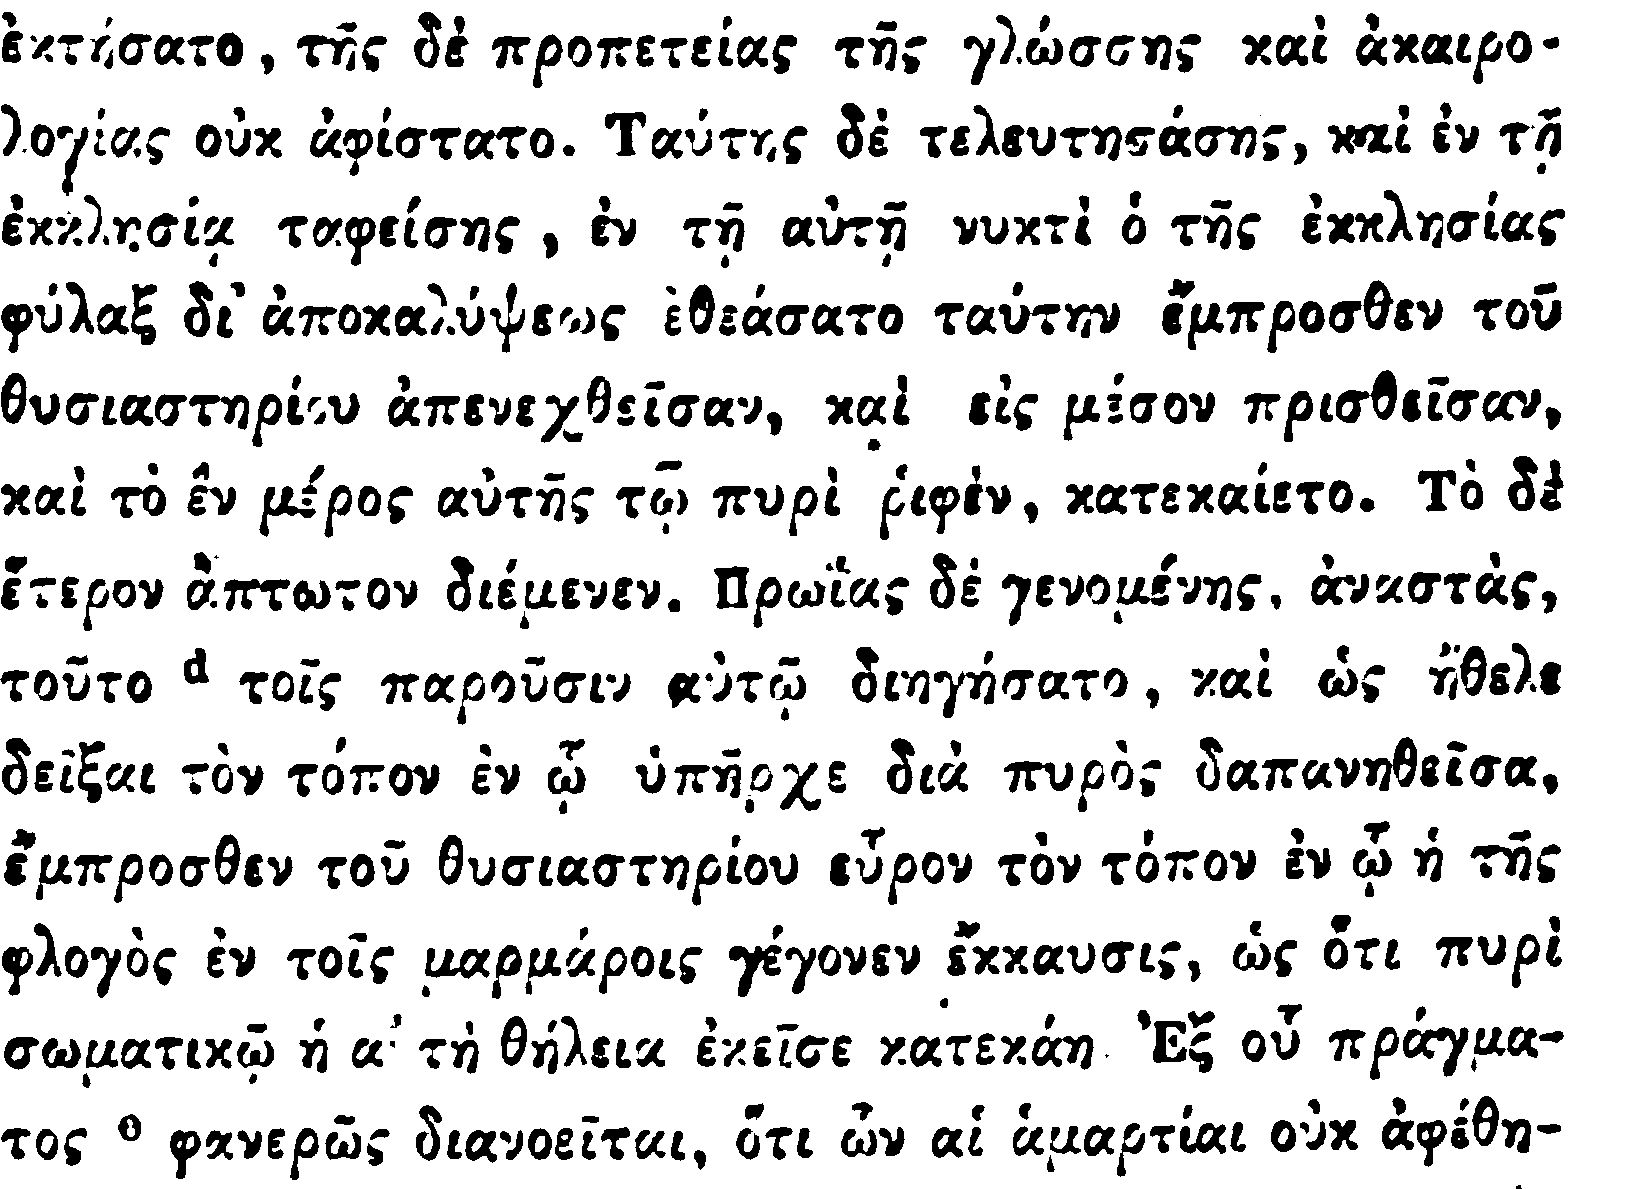 ἐκτήσατο, τῆς δὲ προπετείας τῆς γλώσσης καὶ ἀκαιρο-
λογίας οὐκ ἀφίστατο. Ταύτης δὲ τελευτησάσης, καὶ ἐν τῇ
ἐκκλησίᾳ ταφείσης, ἐν τῇ αὐτῇ νυκτὶ ὁ τῆς ἐκκλησίας
φύλαξ δι' ἀποκαλύψεως ἐθεάσατο ταύτην ἔμπροσθεν τοῦ
θυσιαστηρίου ἀπενεχθεῖσαν, καὶ εἰς μέσον πρισθεῖσαν,
καὶ τὸ ἓν μέρος αὐτῆς τῷ πυρὶ ῥιφὲν, κατεκαίετο. Τὸ δὲ
ἕτερον ἄπτωτον διέμενεν. Πρωΐας δὲ γενομένης, ἀναστὰς,
τοῦτο d τοῖς παροῦσιν αὐτῷ διηγήσατο, καὶ ὡς ἤθελε
δεῖξαι τὸν τόπον ἐν ᾧ ὑπῆρχε διὰ πυρὸς δαπανηθεῖσα,
ἔμπροσθεν τοῦ θυσιαστηρίου εὗρον τὸν τόπον ἐν ᾧ ἡ τῆς
φλογὸς ἐν τοῖς μαρμάροις γέγονεν ἔκκαυσις, ὡς ὅτι πυρὶ
σωματικῷ ἡ α' τὴ θήλεια ἐκεῖσε κατεκάη. Ἐξ οὗ πράγμα-
τος ο φανερῶς διανοεῖται, ὅτι ὧν αἱ ἁμαρτίαι οὐκ ἀφέθη-